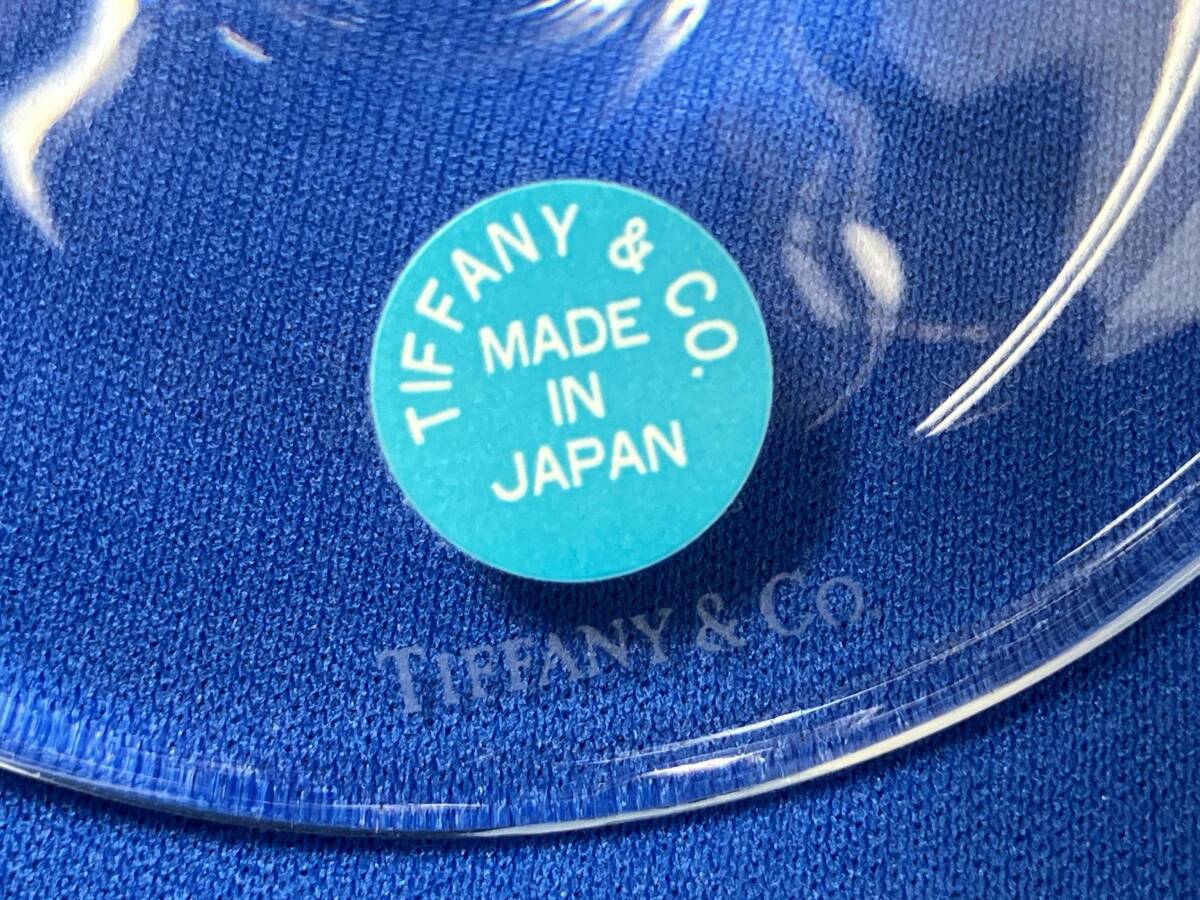 TIFFANY & CO.
MADE
IN
JAPAN
TIFFANY & CO.